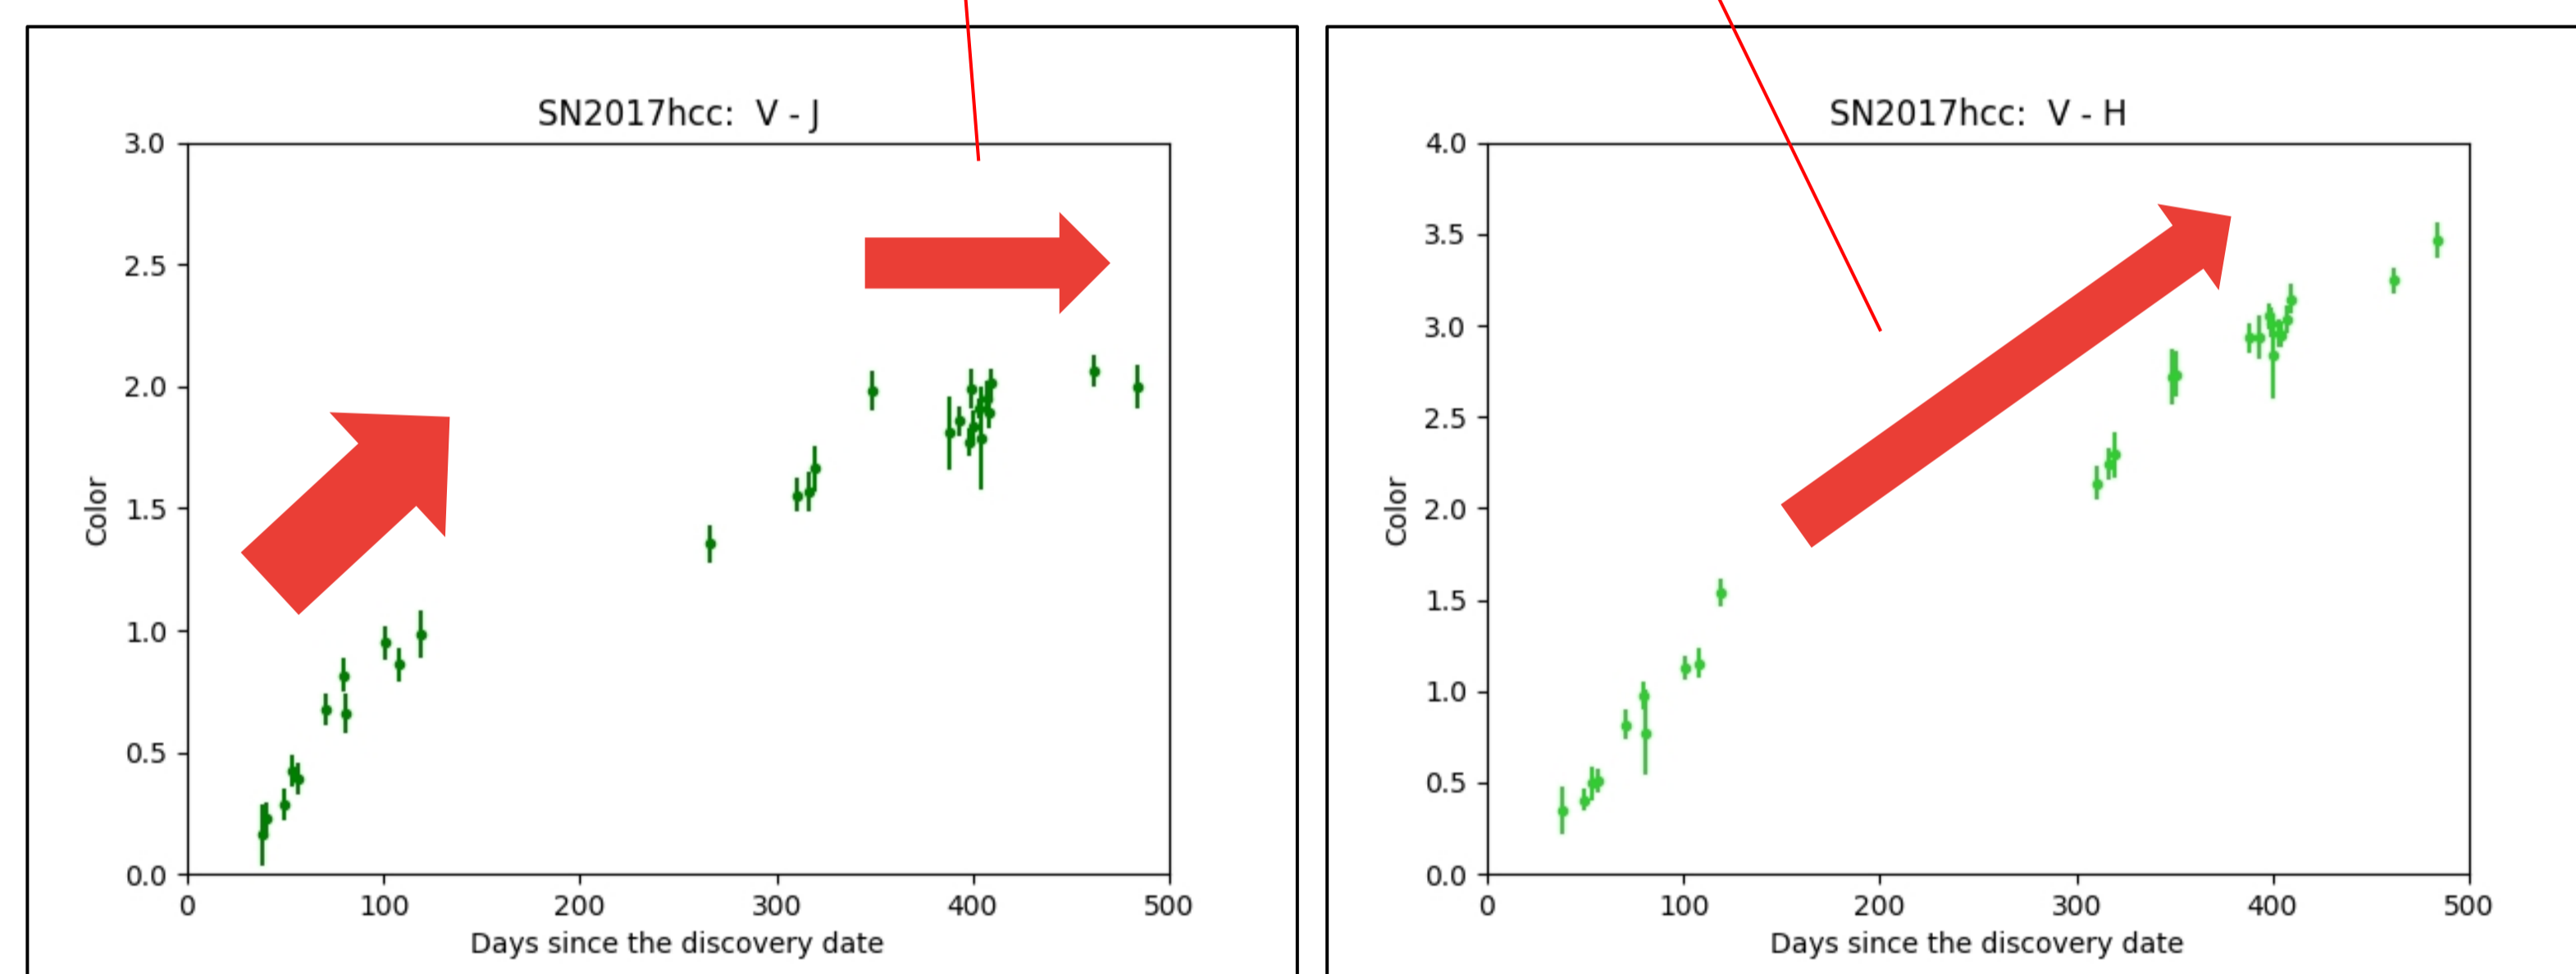 SN2017hcc: V - J
3.0
2.5
2.0
1.5
1.0
0.5
0.0
Color
0 100 200 300 400 500
Days since the discovery date
SN2017hcc: V - H
4.0
3.5
3.0
2.5
2.0
1.5
1.0
0.5
0.0
Color
0 100 200 300 400 500
Days since the discovery date